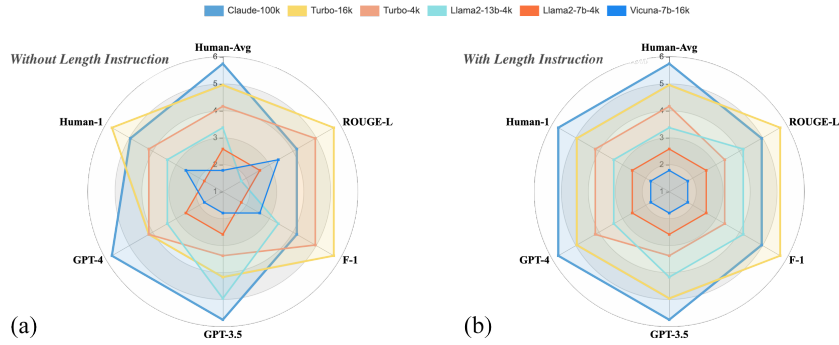 Claude-100k Turbo-16k Turbo-4k Llama2-13b-4k Llama2-7b-4k Vicuna-7b-16k
Without Length Instruction
Human-Avg
ROUGE-L
F-1
GPT-3.5
GPT-4
Human-1
6
5
4
3
2
1
(a)
With Length Instruction
Human-Avg
ROUGE-L
F-1
GPT-3.5
GPT-4
Human-1
6
5
4
3
2
1
(b)